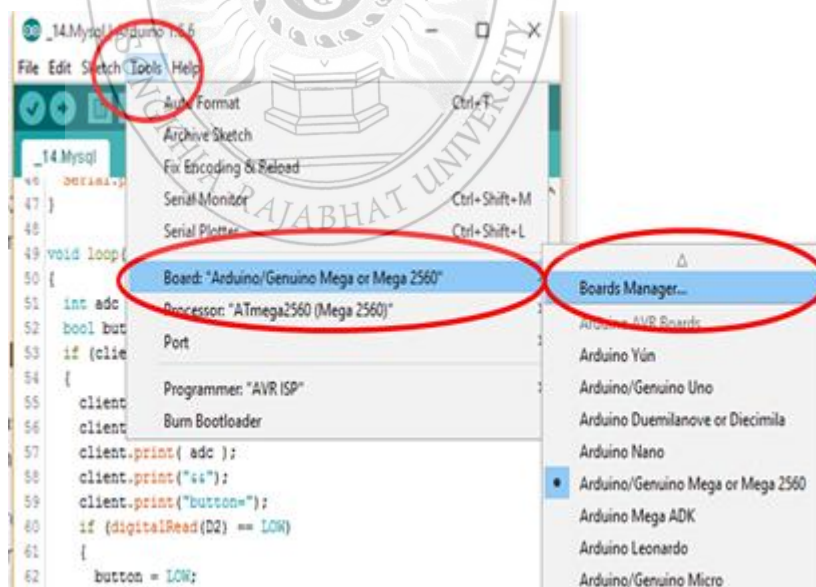 _14.Mysql | Arduino 1.6.6
File Edit Sketch Tools Help
Auto Format Ctrl+T
Archive Sketch
Fix Encoding & Reload
Serial Monitor Ctrl+Shift+M
Serial Plotter Ctrl+Shift+L
Board: "Arduino/Genuino Mega or Mega 2560"
Processor: "ATmega2560 (Mega 2560)"
Port
Programmer: "AVR ISP"
Burn Bootloader
Boards Manager...
Arduino AVR Boards
Arduino Yún
Arduino/Genuino Uno
Arduino Duemilanove or Diecimila
Arduino Nano
Arduino/Genuino Mega or Mega 2560
Arduino Mega ADK
Arduino Leonardo
Arduino/Genuino Micro
_14.Mysql
46 Serial.p
47 }
48
49 void loop(
50 {
51 int adc
52 bool but
53 if (clie
54 {
55 client
56 client
57 client.print( adc );
58 client.print("&&");
59 client.print("button=");
60 if (digitalRead(D2) == LOW)
61 {
62 button = LOW;
RAJABHAT UNIVERSITY